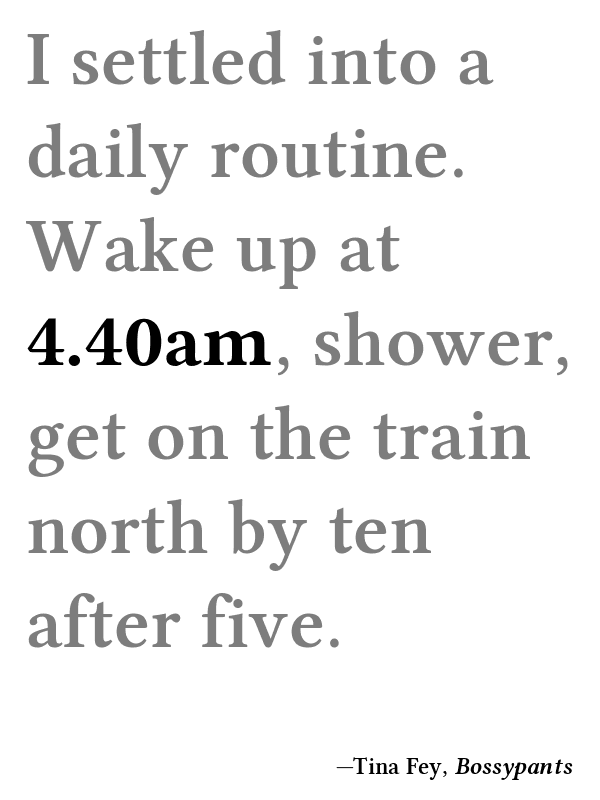 I settled into a
daily routine.
Wake up at
4.40am, shower,
get on the train
north by ten
after five.
—Tina Fey, Bossypants